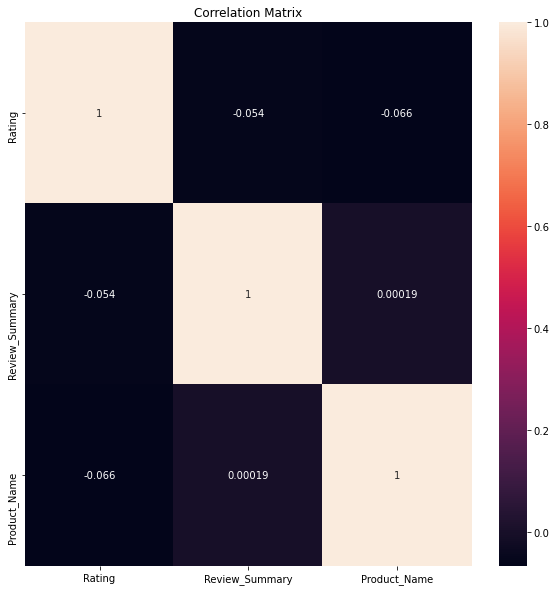 Correlation Matrix
Rating
1
-0.054
-0.066
Review_Summary
-0.054
1
0.00019
Product_Name
-0.066
0.00019
1
Rating
Review_Summary
Product_Name
1.0
0.8
0.6
0.4
0.2
0.0